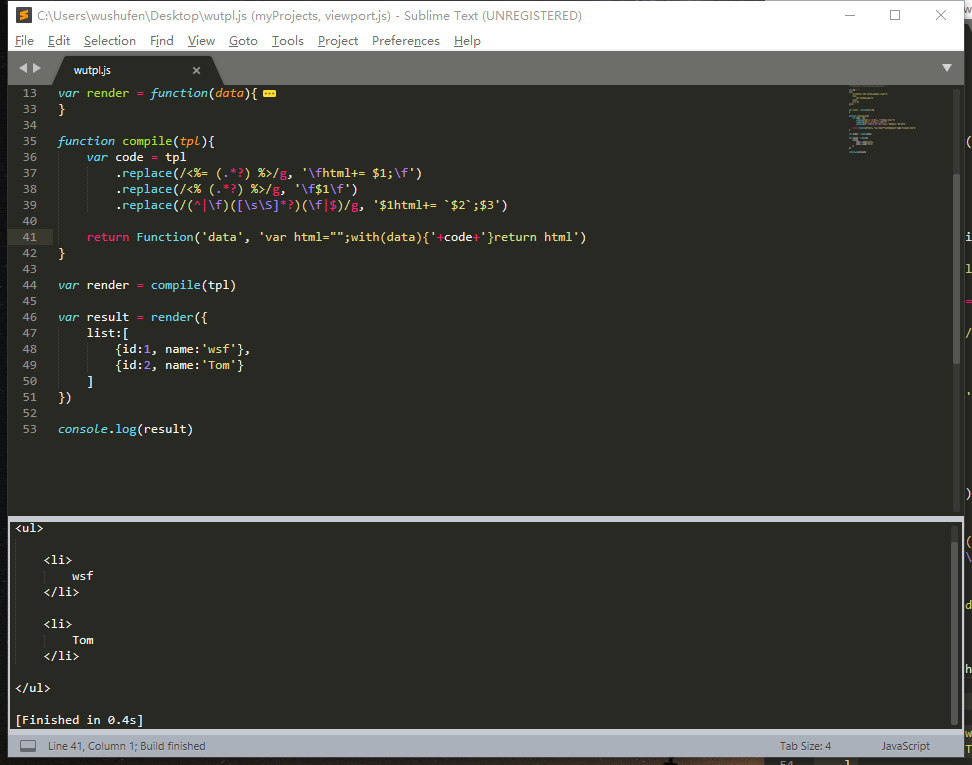 C:\Users\wushufen\Desktop\wutpl.js (myProjects, viewport.js) - Sublime Text (UNREGISTERED)
File Edit Selection Find View Goto Tools Project Preferences Help
wutpl.js
13 var render = function(data){
33 }
34
35 function compile(tpl){
36     var code = tpl
37         .replace(/<%= (.*?) %>/g, '\fhtml+= $1;\f')
38         .replace(/<% (.*?) %>/g, '\f$1\f')
39         .replace(/(^|\f)([\s\S]*?)(\f|$)/g, '$1html+= `$2`;$3')
40
41     return Function('data', 'var html="";with(data){'+code+'}return html')
42 }
43
44 var render = compile(tpl)
45
46 var result = render({
47     list:[
48         {id:1, name:'wsf'},
49         {id:2, name:'Tom'}
50     ]
51 })
52
53 console.log(result)
<ul>
    <li>
        wsf
    </li>
    <li>
        Tom
    </li>
</ul>
[Finished in 0.4s]
Line 41, Column 1; Build finished Tab Size: 4 JavaScript